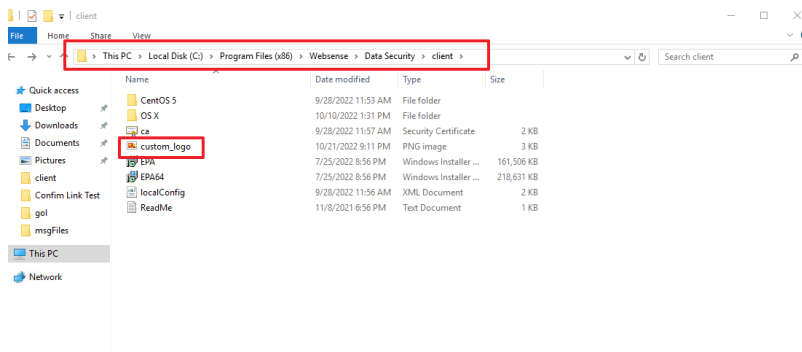 client
File Home Share View
This PC > Local Disk (C:) > Program Files (x86) > Websense > Data Security > client >
Search client
Name Date modified Type Size
Quick access
Desktop
Downloads
Documents
Pictures
client
Confim Link Test
gol
msgFiles
This PC
Network
CentOS 5 9/28/2022 11:53 AM File folder
OS X 10/10/2022 1:31 PM File folder
ca 9/28/2022 11:57 AM Security Certificate 2 KB
custom_logo 10/21/2022 9:11 PM PNG image 3 KB
EPA 7/25/2022 8:56 PM Windows Installer ... 161,506 KB
EPA64 7/25/2022 8:56 PM Windows Installer ... 218,631 KB
localConfig 9/28/2022 11:56 AM XML Document 2 KB
ReadMe 11/8/2021 6:56 PM Text Document 1 KB